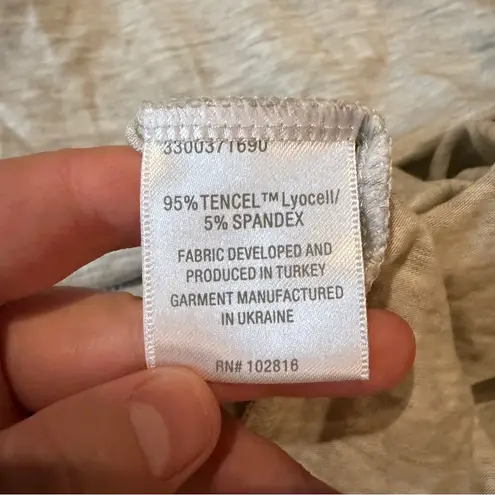 3300371690
95% TENCEL™ Lyocell/
5% SPANDEX
FABRIC DEVELOPED AND
PRODUCED IN TURKEY
GARMENT MANUFACTURED
IN UKRAINE
RN# 102816